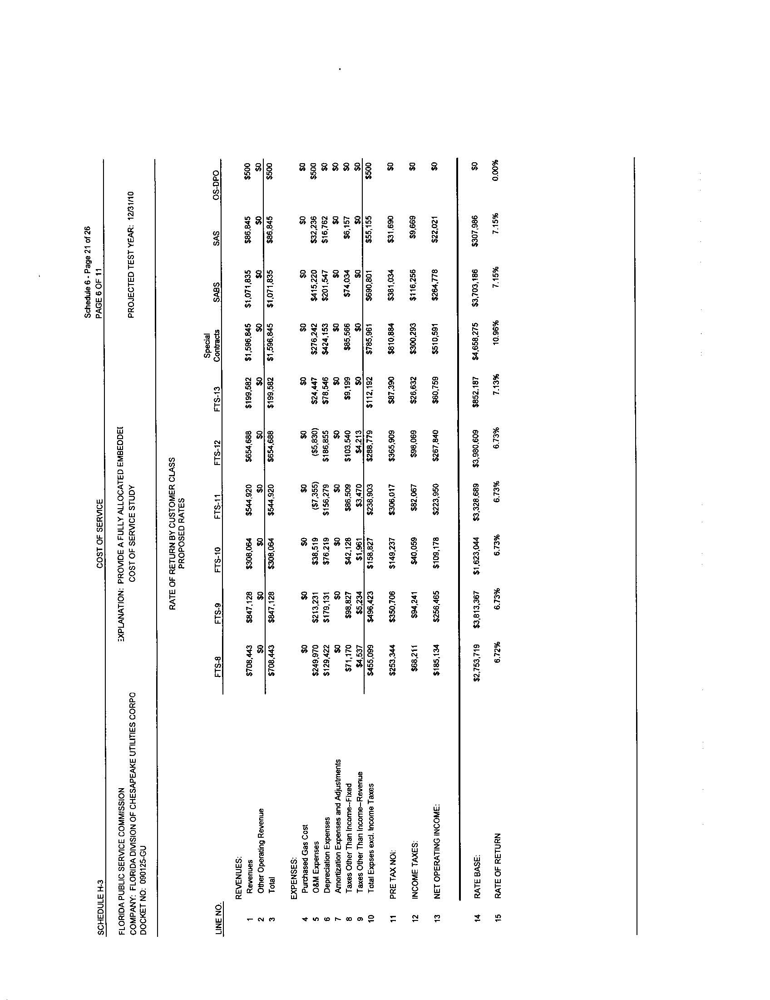 Schedule 6 - Page 21 of 26
SCHEDULE H-3 COST OF SERVICE PAGE 6 OF 11
FLORIDA PUBLIC SERVICE COMMISSION EXPLANATION: PROVIDE A FULLY ALLOCATED EMBEDDED
COMPANY: FLORIDA DIVISION OF CHESAPEAKE UTILITIES CORPO COST OF SERVICE STUDY PROJECTED TEST YEAR: 12/31/10
DOCKET NO: 090125-GU
RATE OF RETURN BY CUSTOMER CLASS
PROPOSED RATES
Special
LINE NO. FTS-8 FTS-9 FTS-10 FTS-11 FTS-12 FTS-13 Contracts SABS SAS OS-DPO
REVENUES:
1 Revenues $708,443 $847,128 $308,064 $544,920 $654,688 $199,582 $1,596,845 $1,071,835 $86,845 $500
2 Other Operating Revenue $0 $0 $0 $0 $0 $0 $0 $0 $0 $0
3 Total $708,443 $847,128 $308,064 $544,920 $654,688 $199,582 $1,596,845 $1,071,835 $86,845 $500
EXPENSES:
4 Purchased Gas Cost $0 $0 $0 $0 $0 $0 $0 $0 $0 $0
5 O&M Expenses $249,970 $213,231 $38,519 ($7,355) ($5,830) $24,447 $276,242 $415,220 $32,236 $500
6 Depreciation Expenses $129,422 $179,131 $76,219 $156,279 $186,855 $78,546 $424,153 $201,547 $16,762 $0
7 Amortization Expenses and Adjustments $0 $0 $0 $0 $0 $0 $0 $0 $0 $0
8 Taxes Other Than Income--Fixed $71,170 $98,827 $42,128 $86,509 $103,540 $9,199 $85,566 $74,034 $6,157 $0
9 Taxes Other Than Income--Revenue $4,537 $5,234 $1,961 $3,470 $4,213 $0 $0 $0 $0 $0
10 Total Expses excl. Income Taxes $455,099 $496,423 $158,827 $238,903 $288,779 $112,192 $785,961 $690,801 $55,155 $500
11 PRE TAX NOI: $253,344 $350,706 $149,237 $306,017 $365,909 $87,390 $810,884 $381,034 $31,690 $0
12 INCOME TAXES: $68,211 $94,241 $40,059 $82,067 $98,069 $26,632 $300,293 $116,256 $9,669 $0
13 NET OPERATING INCOME: $185,134 $256,465 $109,178 $223,950 $267,840 $60,759 $510,591 $264,778 $22,021 $0
14 RATE BASE: $2,753,719 $3,813,367 $1,623,044 $3,328,689 $3,980,609 $852,187 $4,658,275 $3,703,186 $307,986 $0
15 RATE OF RETURN 6.72% 6.73% 6.73% 6.73% 6.73% 7.13% 10.96% 7.15% 7.15% 0.00%